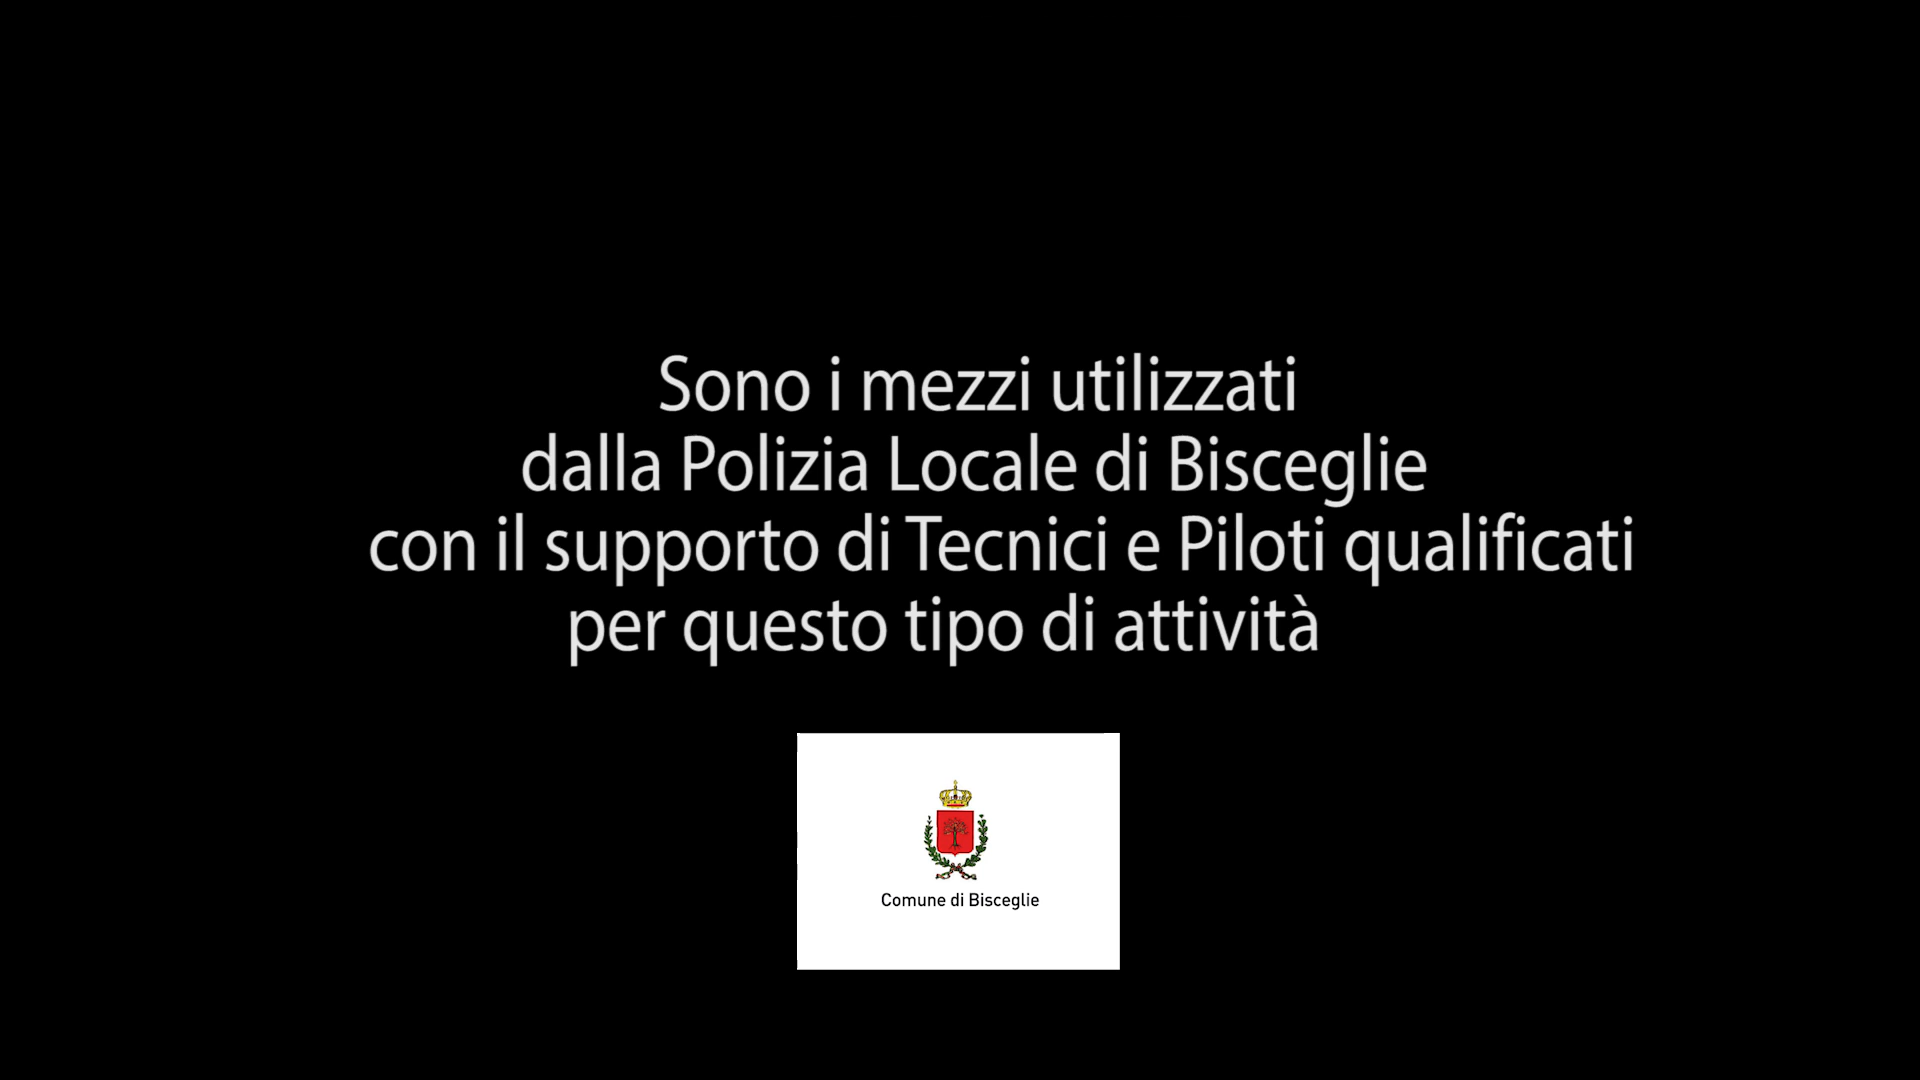 Sono i mezzi utilizzati
dalla Polizia Locale di Bisceglie
con il supporto di Tecnici e Piloti qualificati
per questo tipo di attività
Comune di Bisceglie